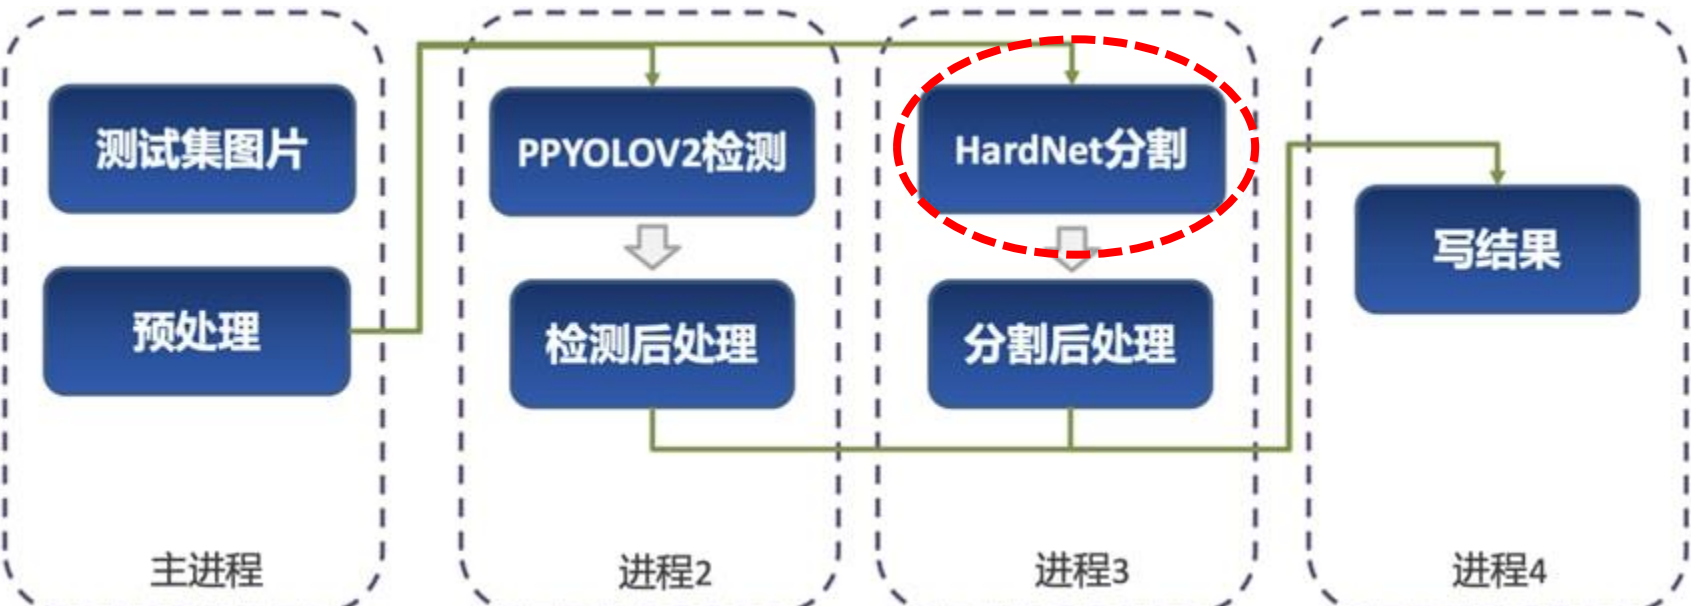 测试集图片
预处理
主进程
PPYOLOV2检测
检测后处理
进程2
HardNet分割
分割后处理
进程3
写结果
进程4